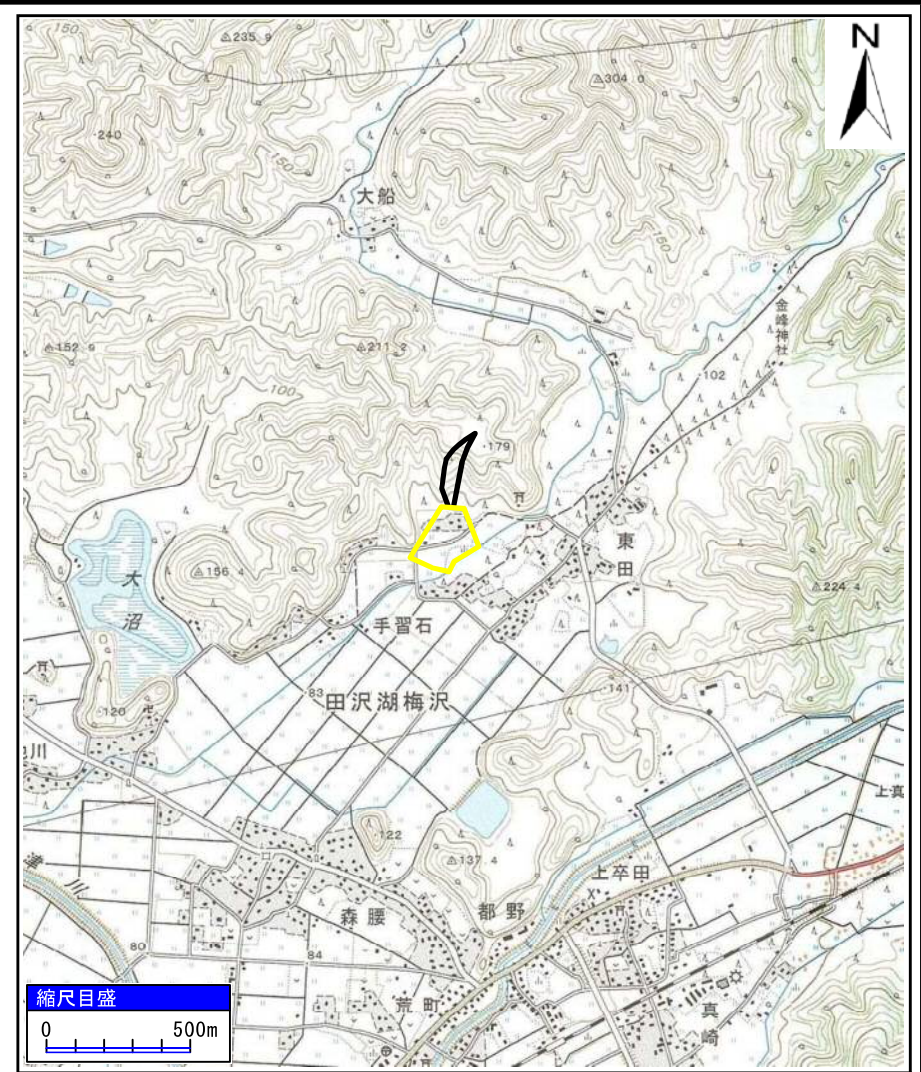 150
△235.9
N
△304.0
・240
150
大船
150
金峰神社
△152.9
△211.2
・102
100
・179
東田
大沼
△156.4
△224.4
手習石
83
田沢湖梅沢
・141
・120
川
上真
・122
△137.4
上卒田
森腰
都野
80
84
荒町
真崎
縮尺目盛
0 500m